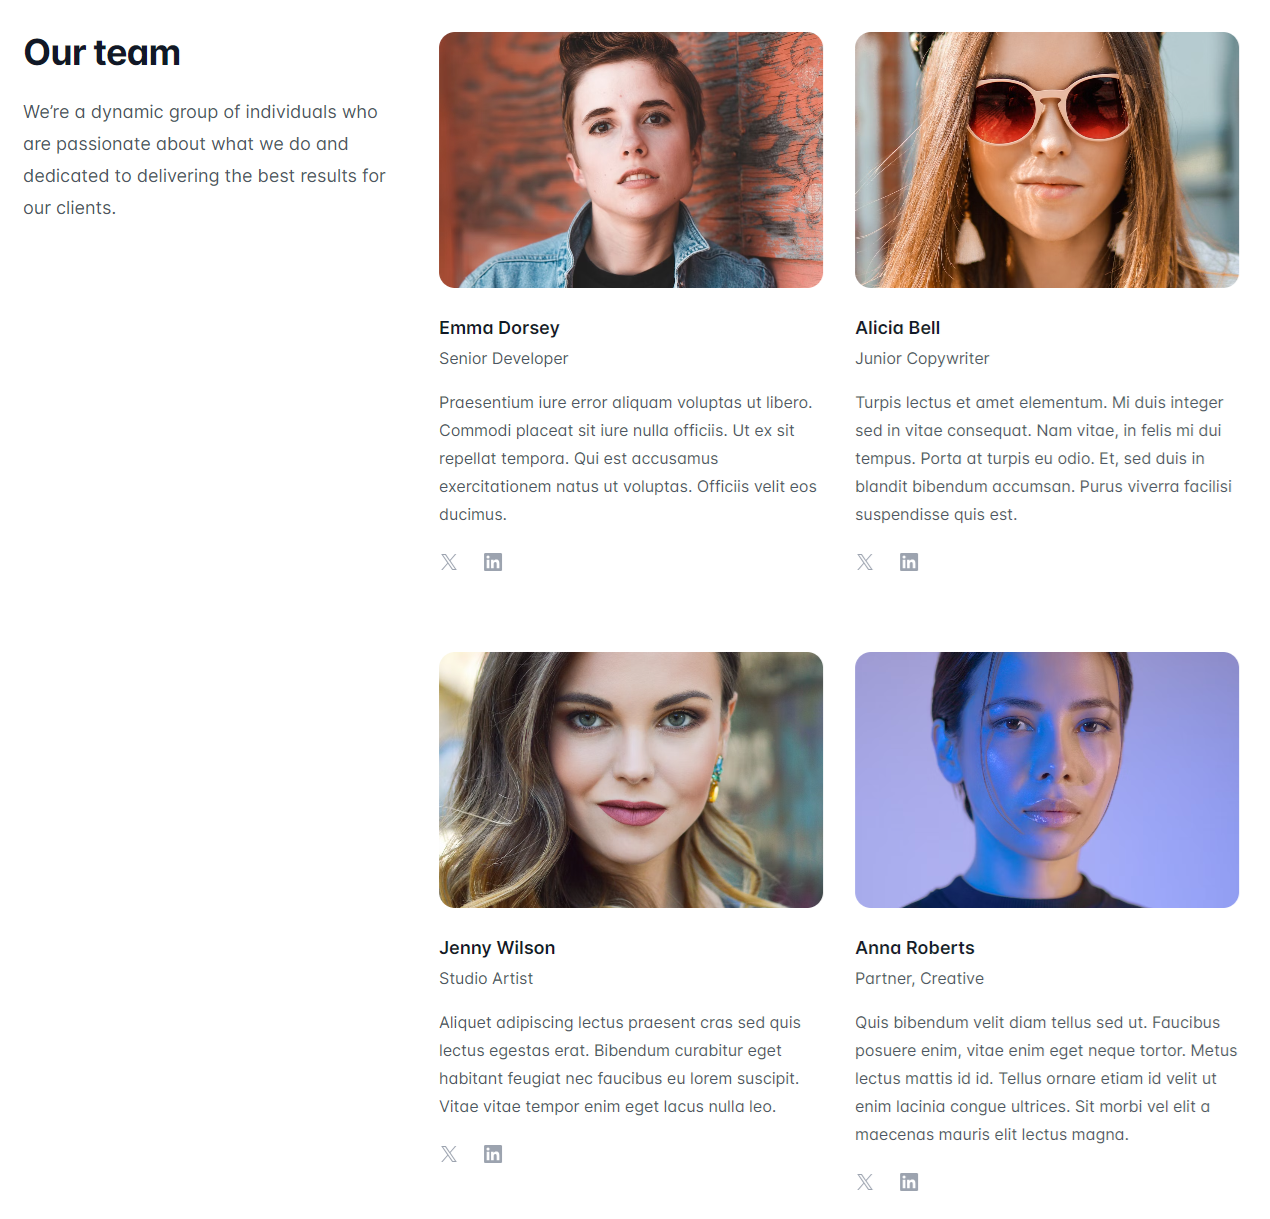 Our team
We’re a dynamic group of individuals who
are passionate about what we do and
dedicated to delivering the best results for
our clients.
Emma Dorsey
Senior Developer
Praesentium iure error aliquam voluptas ut libero.
Commodi placeat sit iure nulla officiis. Ut ex sit
repellat tempora. Qui est accusamus
exercitationem natus ut voluptas. Officiis velit eos
ducimus.
Alicia Bell
Junior Copywriter
Turpis lectus et amet elementum. Mi duis integer
sed in vitae consequat. Nam vitae, in felis mi dui
tempus. Porta at turpis eu odio. Et, sed duis in
blandit bibendum accumsan. Purus viverra facilisi
suspendisse quis est.
Jenny Wilson
Studio Artist
Aliquet adipiscing lectus praesent cras sed quis
lectus egestas erat. Bibendum curabitur eget
habitant feugiat nec faucibus eu lorem suscipit.
Vitae vitae tempor enim eget lacus nulla leo.
Anna Roberts
Partner, Creative
Quis bibendum velit diam tellus sed ut. Faucibus
posuere enim, vitae enim eget neque tortor. Metus
lectus mattis id id. Tellus ornare etiam id velit ut
enim lacinia congue ultrices. Sit morbi vel elit a
maecenas mauris elit lectus magna.